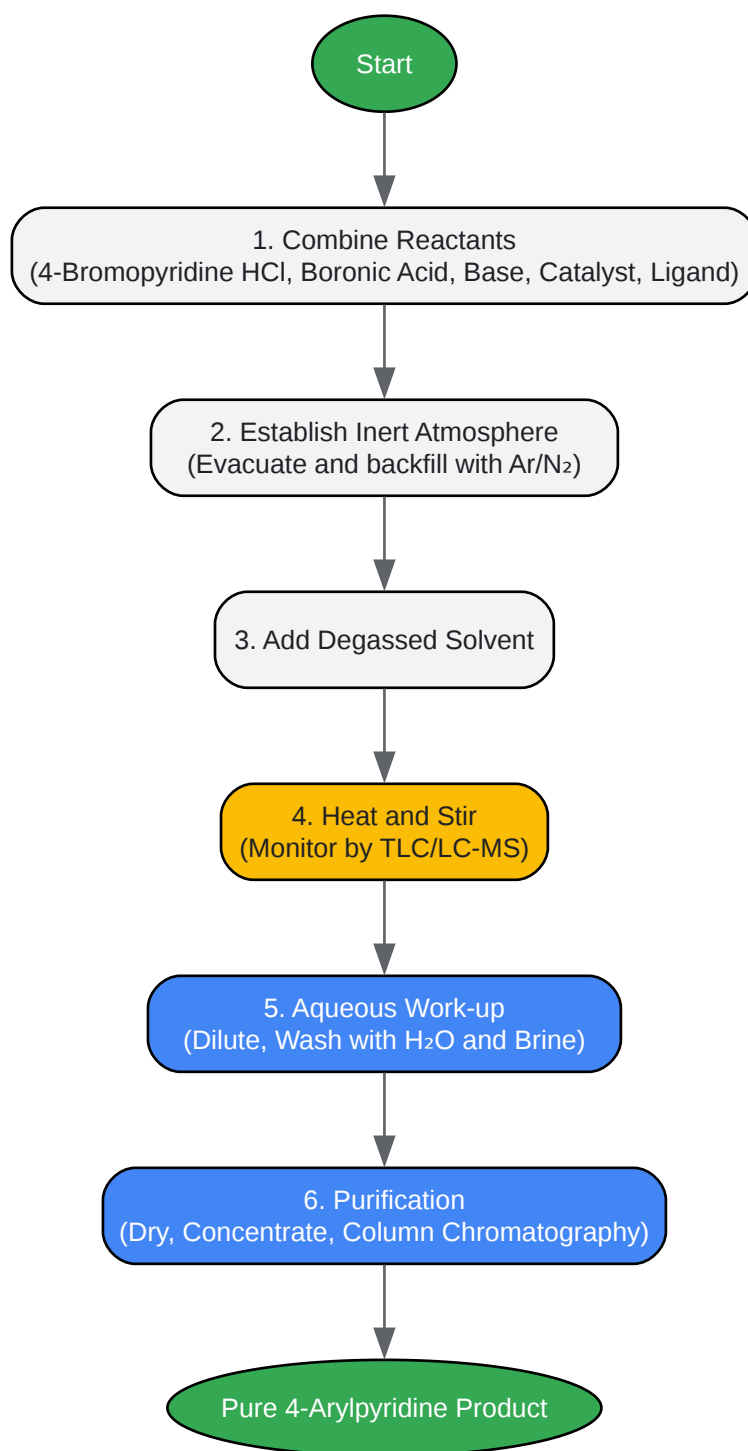 Start
1. Combine Reactants
(4-Bromopyridine HCl, Boronic Acid, Base, Catalyst, Ligand)
2. Establish Inert Atmosphere
(Evacuate and backfill with Ar/N₂)
3. Add Degassed Solvent
4. Heat and Stir
(Monitor by TLC/LC-MS)
5. Aqueous Work-up
(Dilute, Wash with H₂O and Brine)
6. Purification
(Dry, Concentrate, Column Chromatography)
Pure 4-Arylpyridine Product